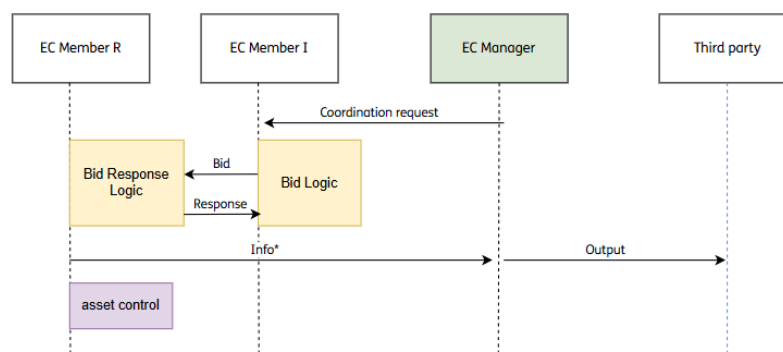 EC Member R
EC Member I
EC Manager
Third party
Coordination request
Bid Response
Logic
Bid
Response
Bid Logic
Info*
Output
asset control